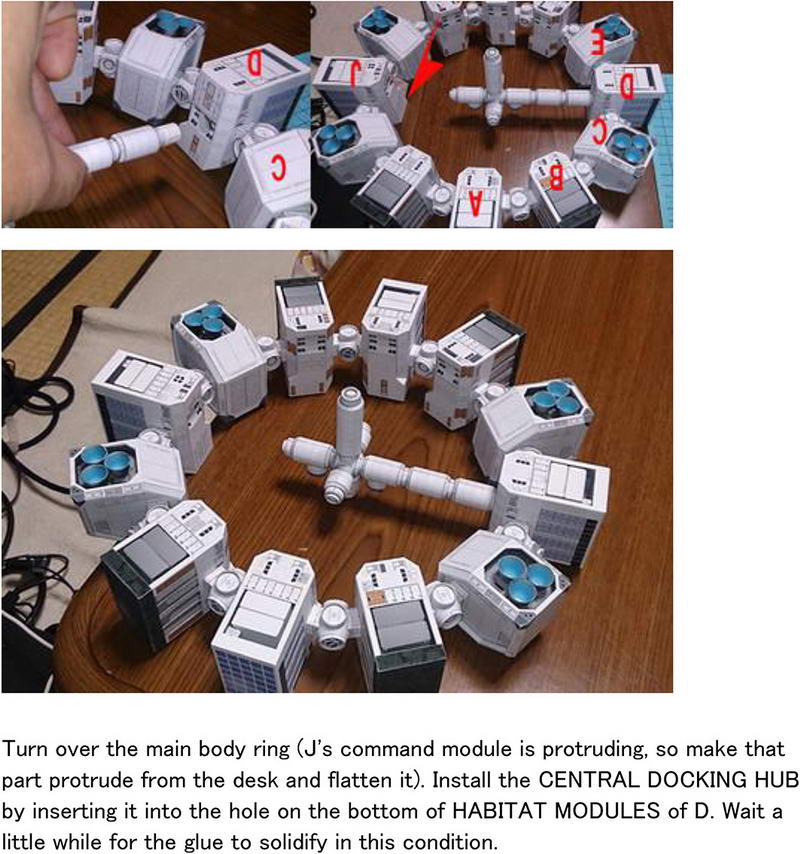 D
C
J
E
D
C
B
A
Turn over the main body ring (J's command module is protruding, so make that
part protrude from the desk and flatten it). Install the CENTRAL DOCKING HUB
by inserting it into the hole on the bottom of HABITAT MODULES of D. Wait a
little while for the glue to solidify in this condition.